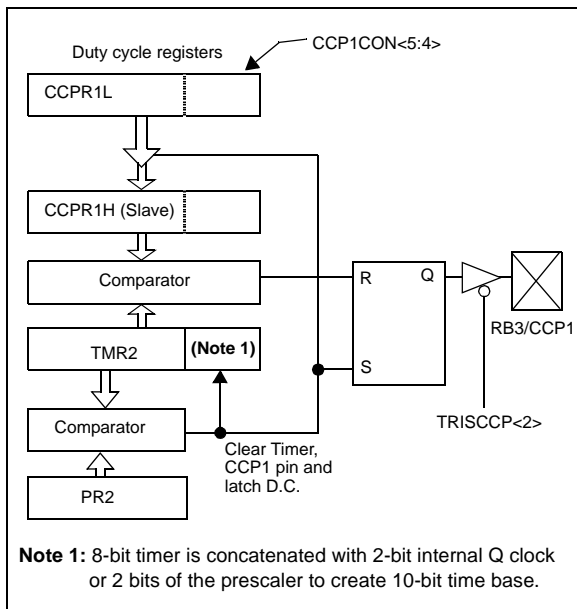 Duty cycle registers
CCP1CON<5:4>
CCPR1L
CCPR1H (Slave)
Comparator
R
Q
RB3/CCP1
TMR2
(Note 1)
S
TRISCCP<2>
Comparator
Clear Timer,
CCP1 pin and
latch D.C.
PR2
Note 1: 8-bit timer is concatenated with 2-bit internal Q clock
or 2 bits of the prescaler to create 10-bit time base.